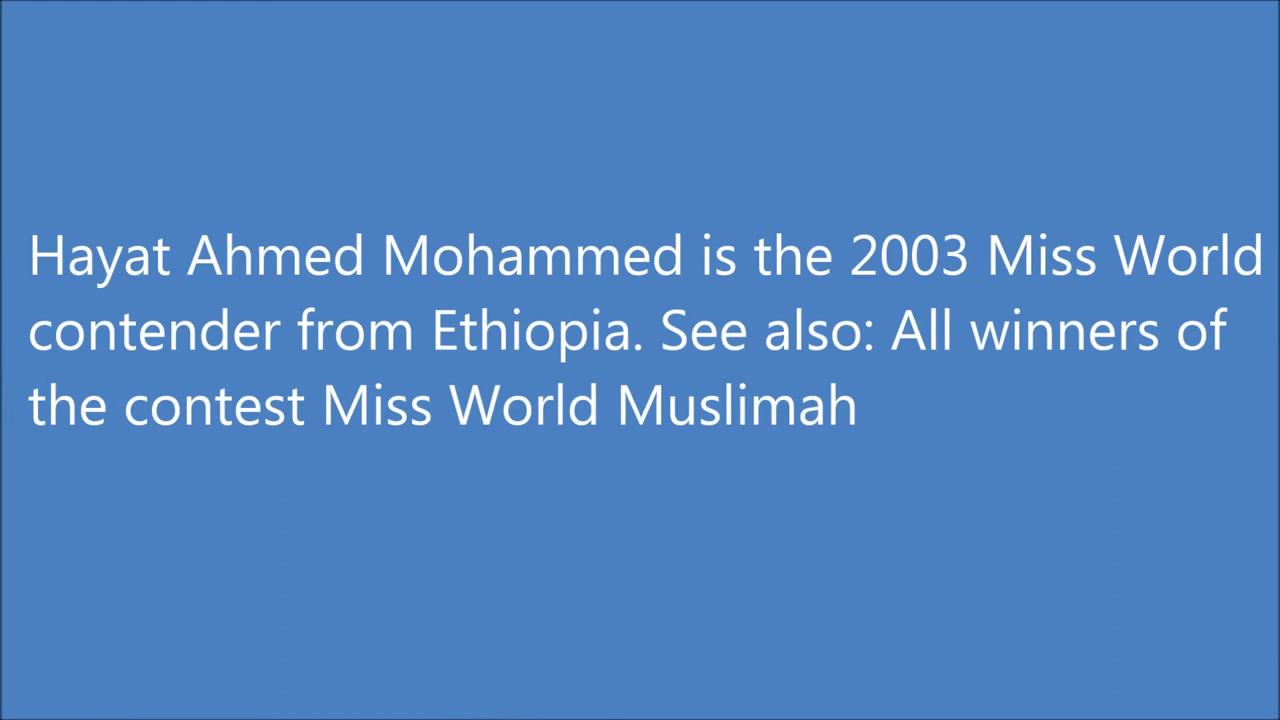 Hayat Ahmed Mohammed is the 2003 Miss World
contender from Ethiopia. See also: All winners of
the contest Miss World Muslimah